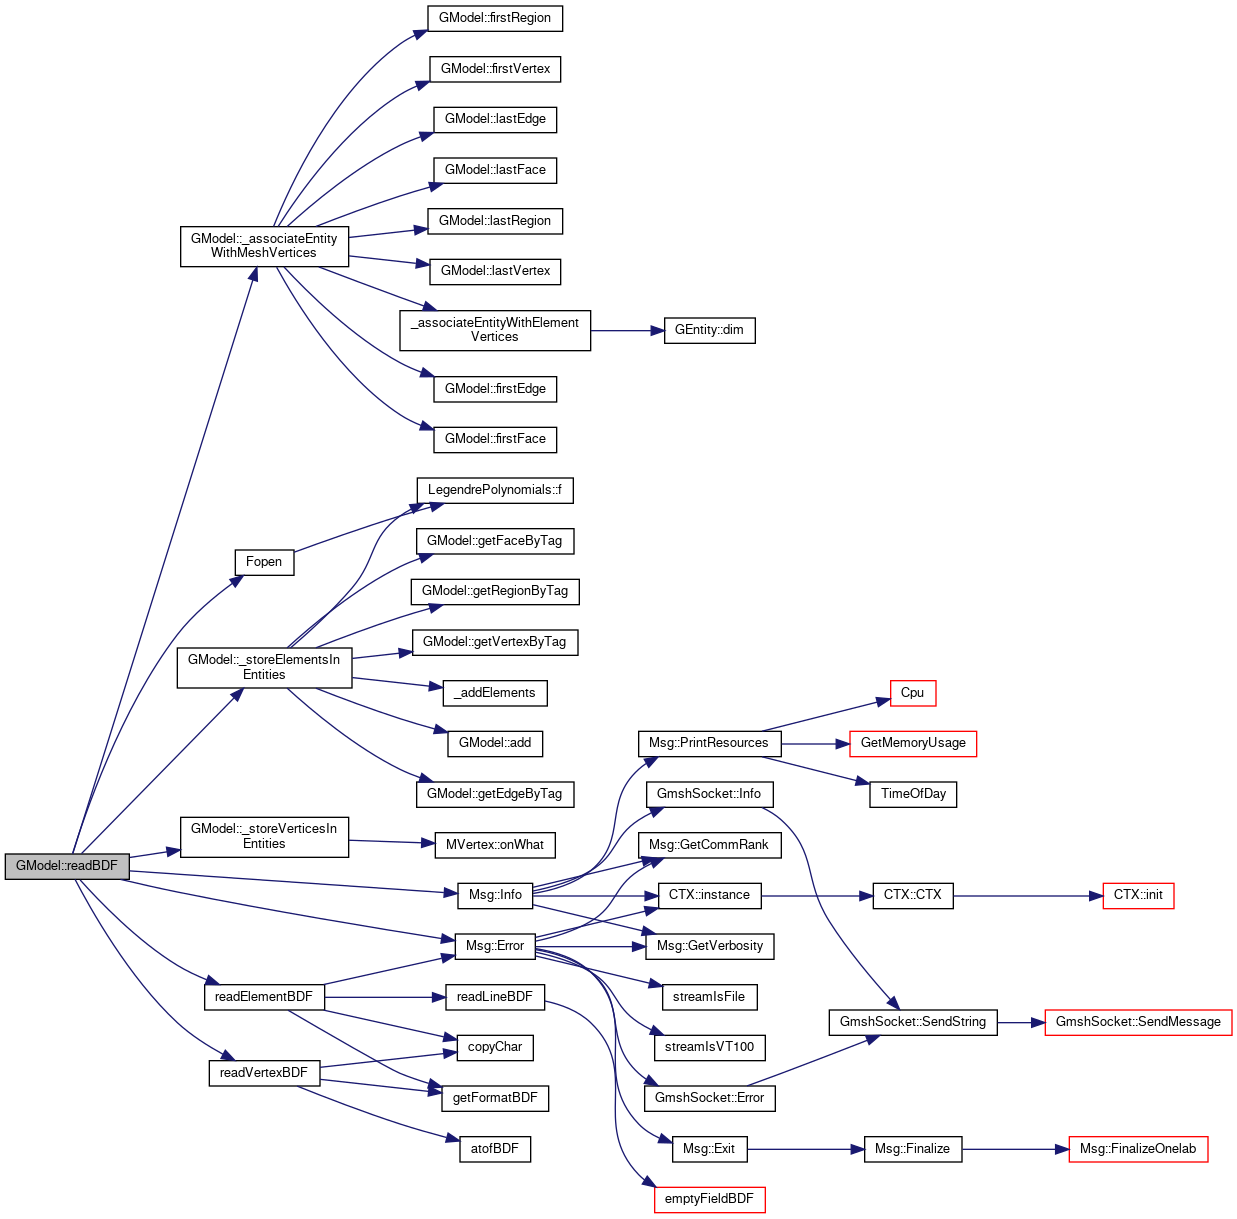 GModel::firstRegion
GModel::firstVertex
GModel::lastEdge
GModel::lastFace
GModel::_associateEntity
WithMeshVertices
GModel::lastRegion
GModel::lastVertex
_associateEntityWithElement
Vertices
GEntity::dim
GModel::firstEdge
GModel::firstFace
LegendrePolynomials::f
Fopen
GModel::getFaceByTag
GModel::getRegionByTag
GModel::_storeElementsIn
Entities
GModel::getVertexByTag
_addElements
GModel::add
GModel::getEdgeByTag
Msg::PrintResources
Cpu
GetMemoryUsage
TimeOfDay
GModel::readBDF
GModel::_storeVerticesIn
Entities
MVertex::onWhat
GmshSocket::Info
Msg::GetCommRank
Msg::Info
CTX::instance
CTX::CTX
CTX::init
Msg::Error
Msg::GetVerbosity
readElementBDF
readLineBDF
streamIsFile
copyChar
streamIsVT100
GmshSocket::SendString
GmshSocket::SendMessage
readVertexBDF
getFormatBDF
GmshSocket::Error
atofBDF
Msg::Exit
Msg::Finalize
Msg::FinalizeOnelab
emptyFieldBDF